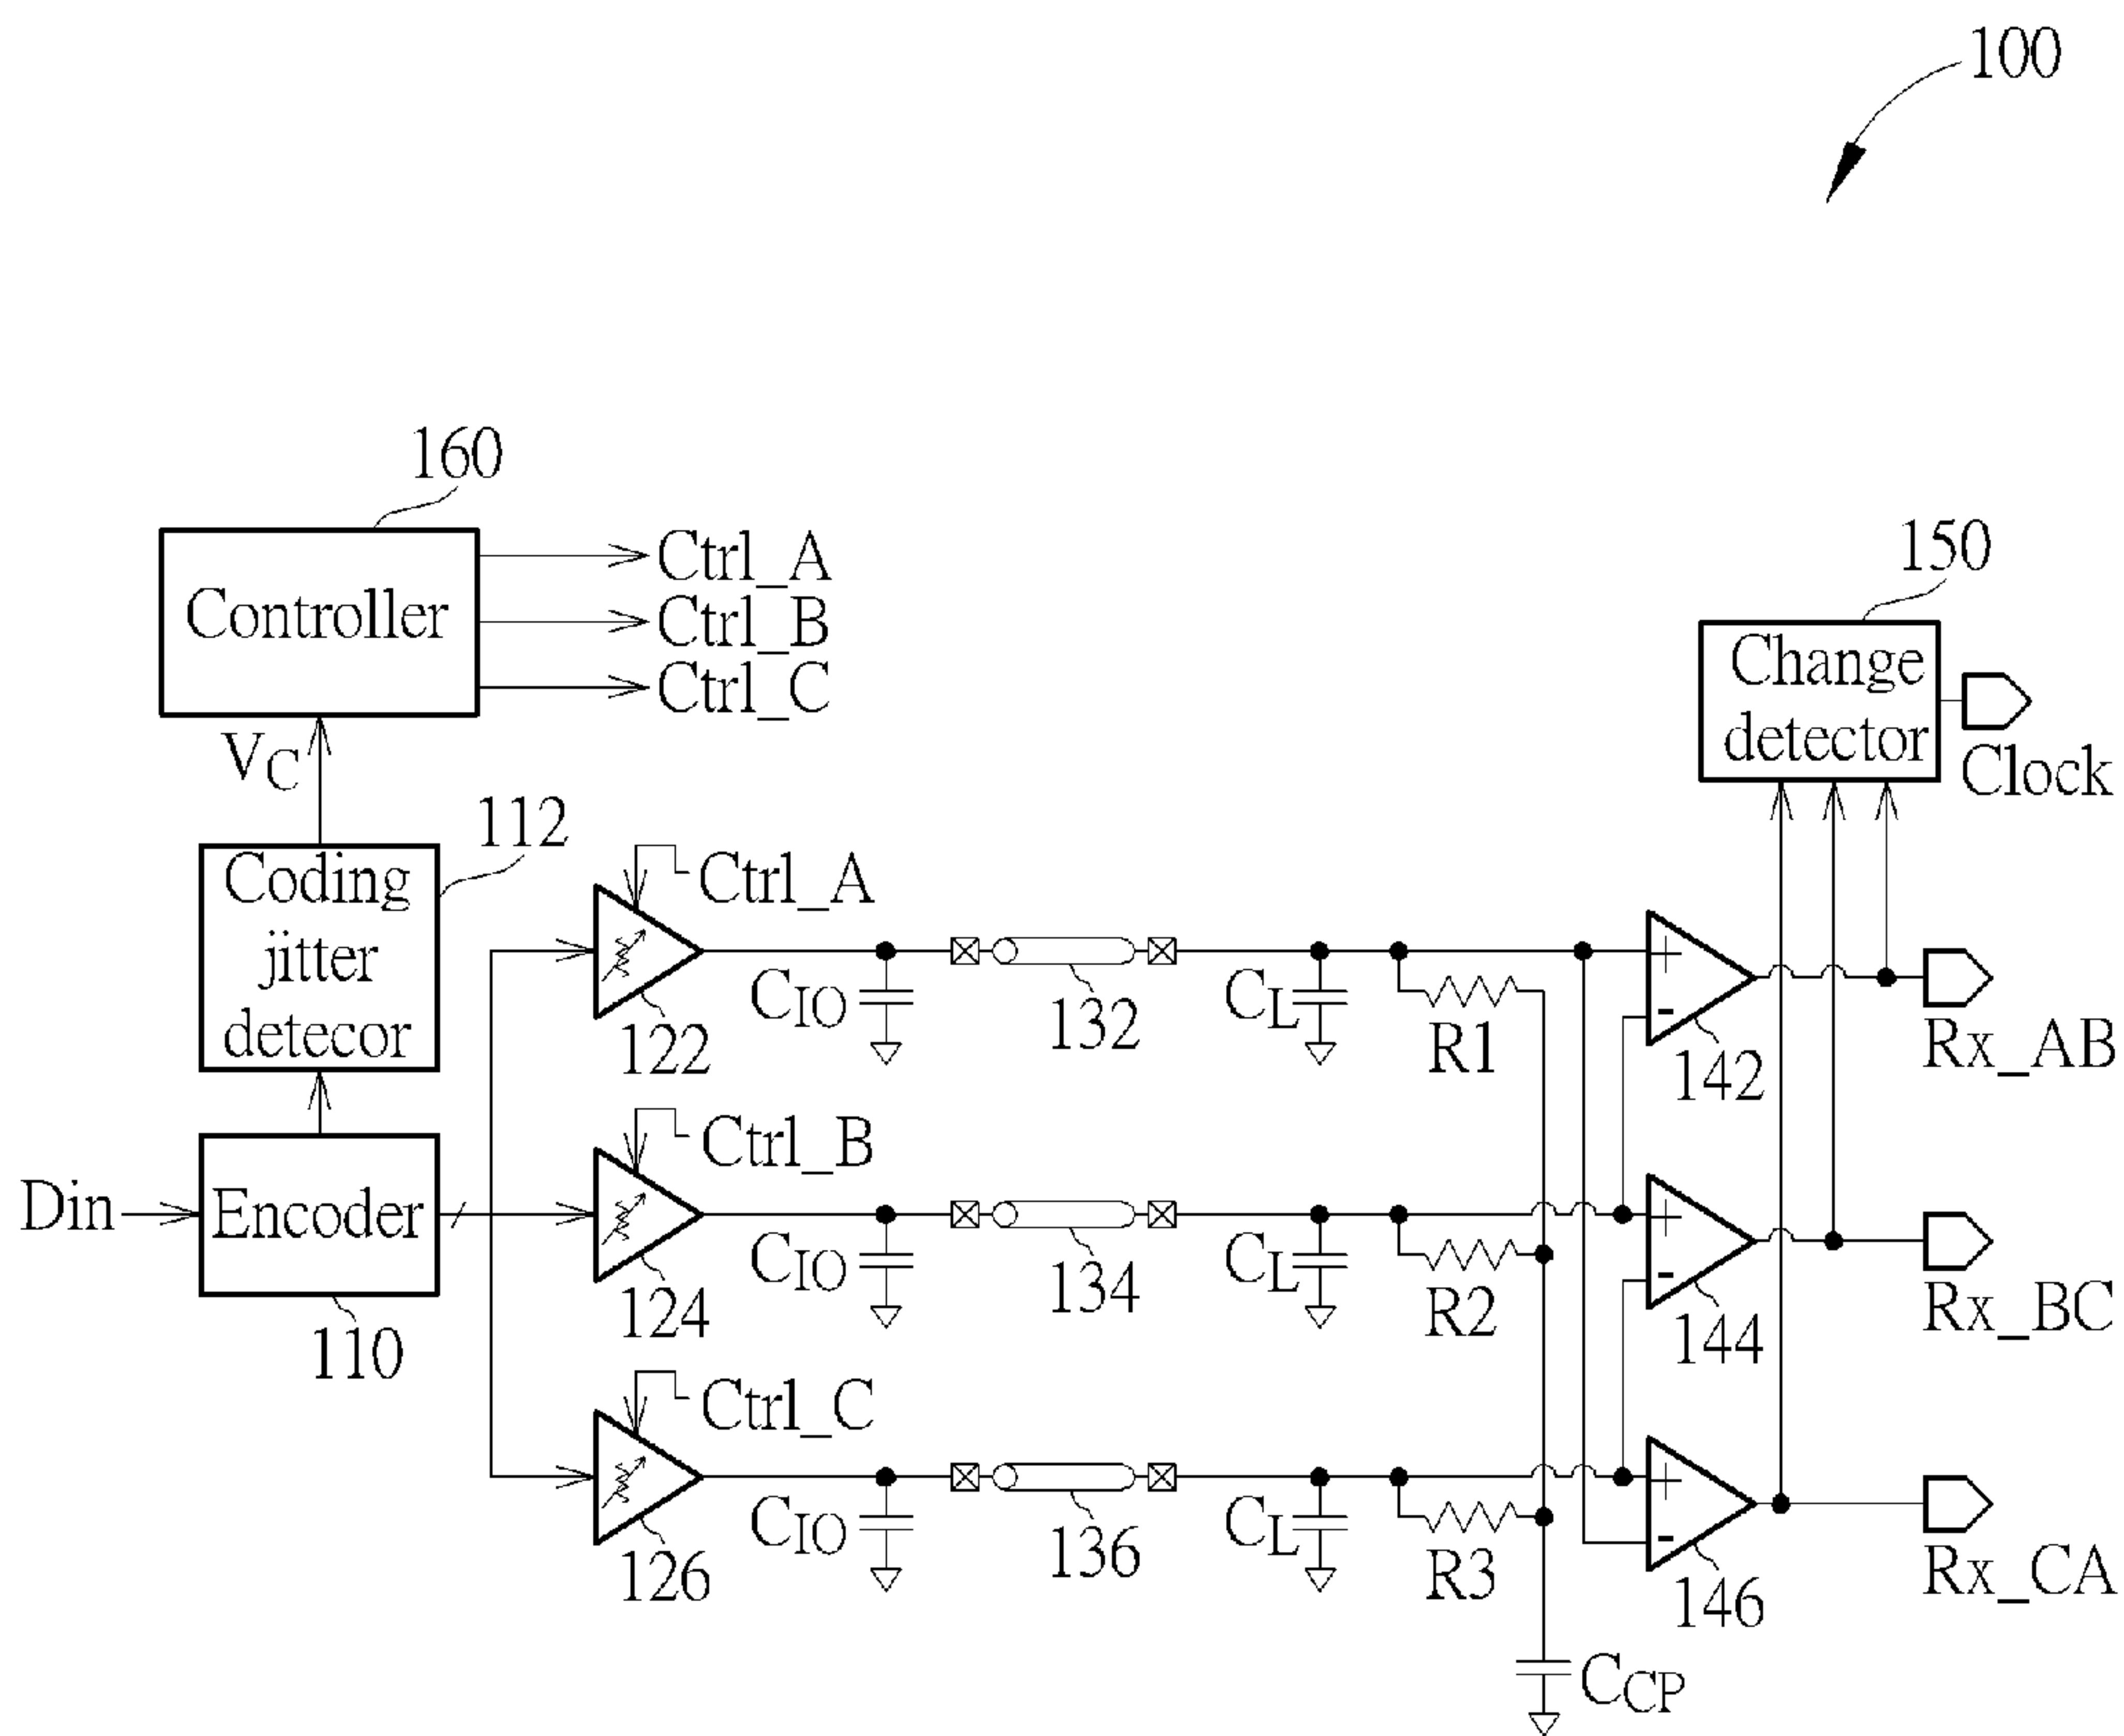 100
160
Controller
Ctrl_A
Ctrl_B
Ctrl_C
150
Change
detector
Clock
VC
112
Coding
jitter
detecor
Ctrl_A
122
CIO
132
CL
R1
+
-
142
Rx_AB
Din
Encoder
110
Ctrl_B
124
CIO
134
CL
R2
+
-
144
Rx_BC
Ctrl_C
126
CIO
136
CL
R3
+
-
146
Rx_CA
CCP